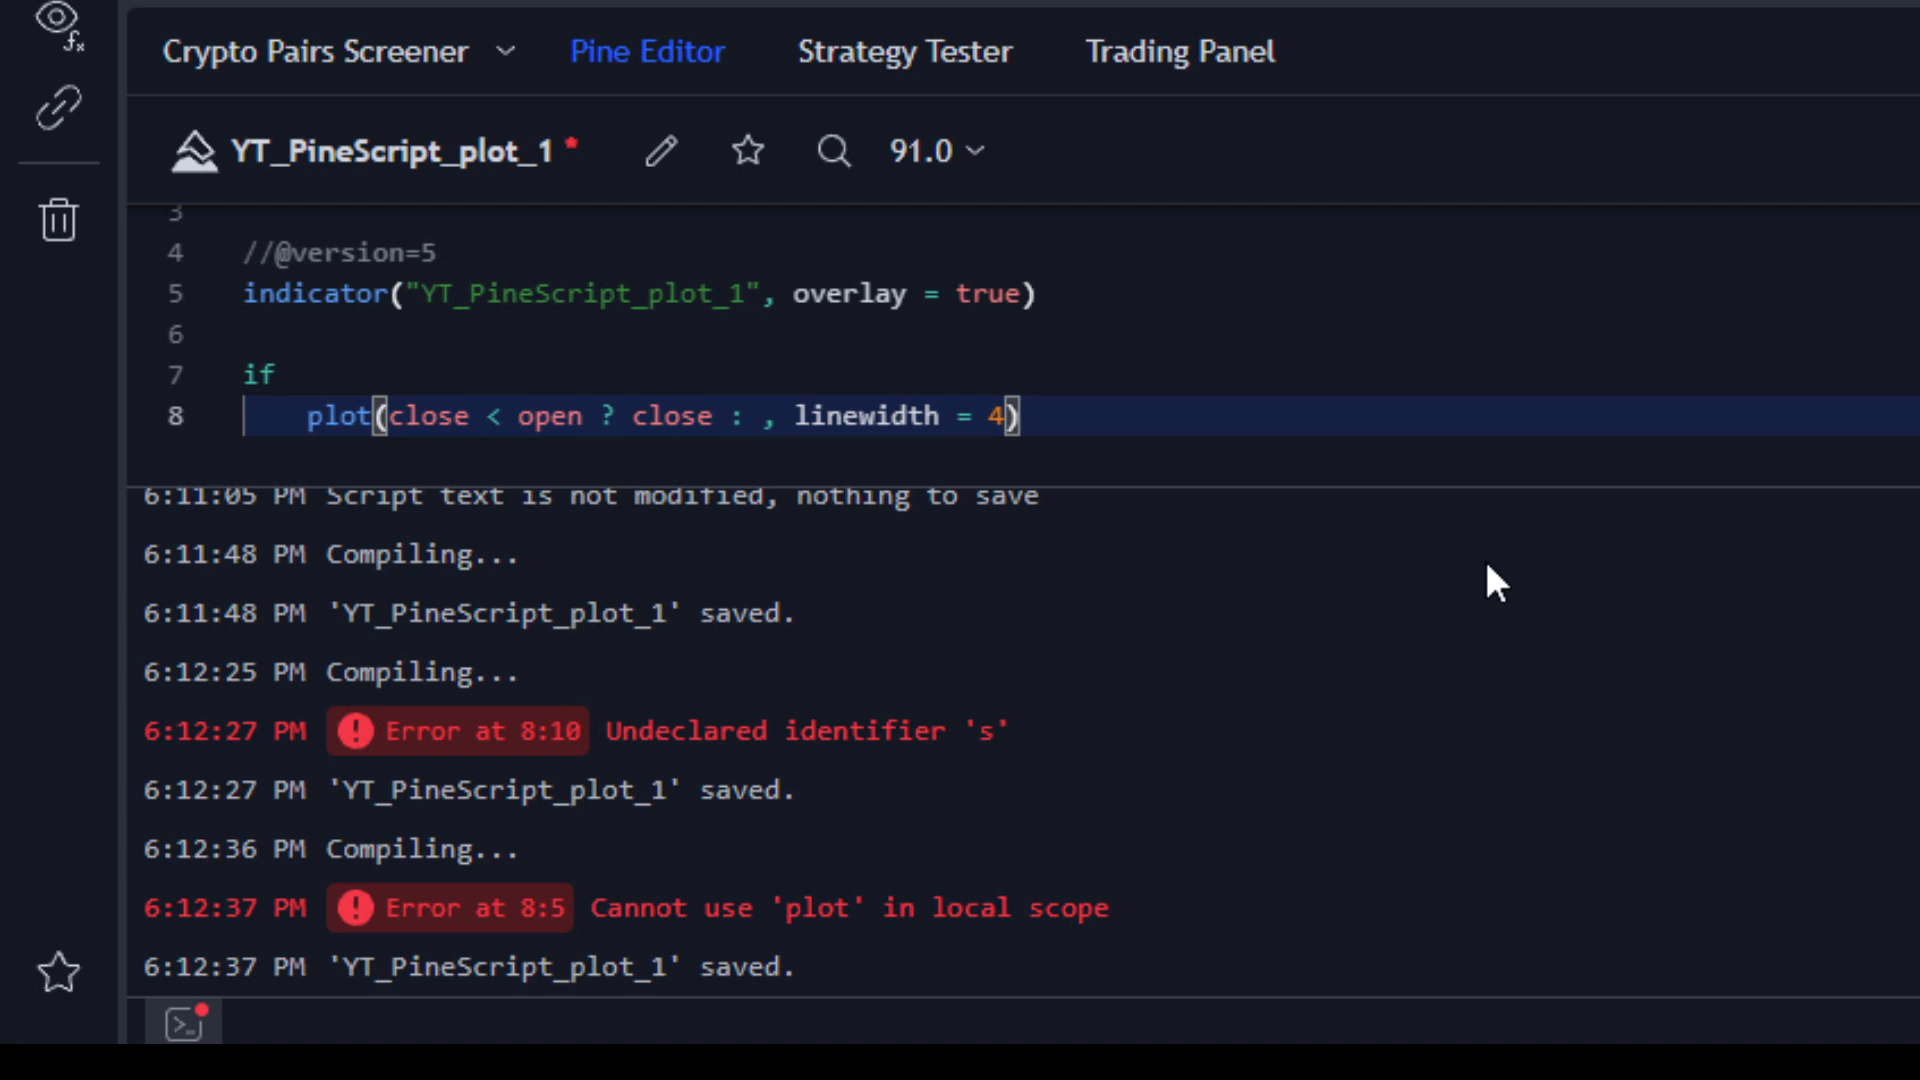 Crypto Pairs Screener Pine Editor Strategy Tester Trading Panel
YT_PineScript_plot_1 * 91.0
3
4 //@version=5
5 indicator("YT_PineScript_plot_1", overlay = true)
6
7 if
8 plot(close < open ? close : , linewidth = 4)
6:11:05 PM Script text is not modified, nothing to save
6:11:48 PM Compiling...
6:11:48 PM 'YT_PineScript_plot_1' saved.
6:12:25 PM Compiling...
6:12:27 PM Error at 8:10 Undeclared identifier 's'
6:12:27 PM 'YT_PineScript_plot_1' saved.
6:12:36 PM Compiling...
6:12:37 PM Error at 8:5 Cannot use 'plot' in local scope
6:12:37 PM 'YT_PineScript_plot_1' saved.